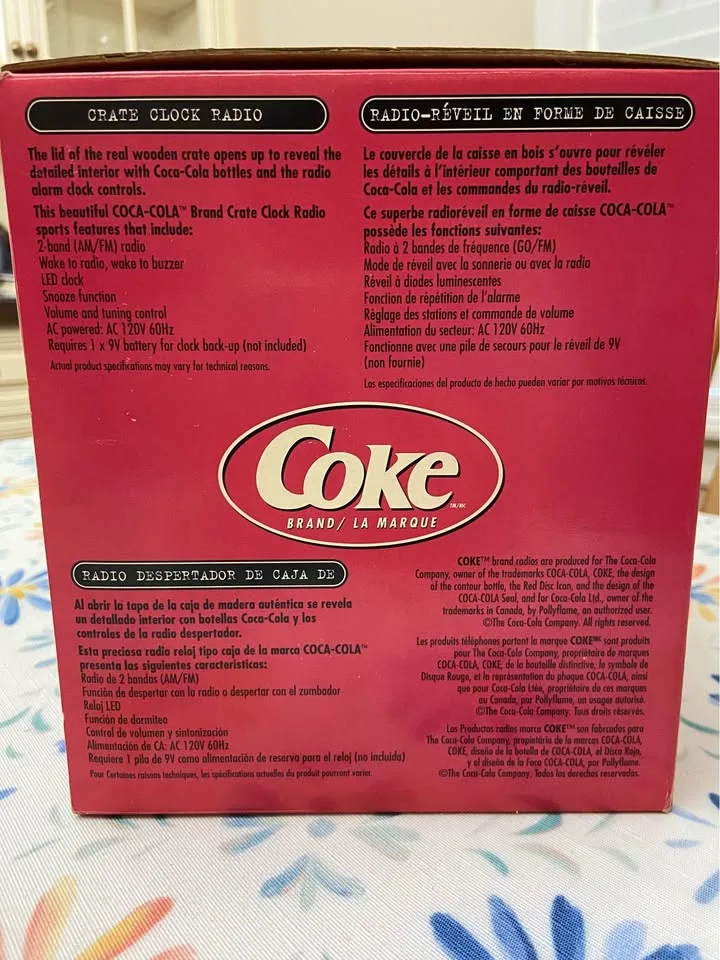 CRATE CLOCK RADIO
The lid of the real wooden crate opens up to reveal the
detailed interior with Coca-Cola bottles and the radio
alarm clock controls.
This beautiful COCA-COLA™ Brand Crate Clock Radio
sports features that include:
2-band (AM/FM) radio
Wake to radio, wake to buzzer
LED clock
Snooze function
Volume and tuning control
AC powered: AC 120V 60Hz
Requires 1 x 9V battery for clock back-up (not included)
Actual product specifications may vary for technical reasons.
RADIO-RÉVEIL EN FORME DE CAISSE
Le couvercle de la caisse en bois s'ouvre pour révéler
les détails à l'intérieur comportant des bouteilles de
Coca-Cola et les commandes du radio-réveil.
Ce superbe radioréveil en forme de caisse COCA-COLA™
possède les fonctions suivantes:
Radio à 2 bandes de fréquence (GO/FM)
Mode de réveil avec la sonnerie ou avec la radio
Réveil à diodes luminescentes
Fonction de répétition de l'alarme
Réglage des stations et commande de volume
Alimentation du secteur: AC 120V 60Hz
Fonctionne avec une pile de secours pour le réveil de 9V
(non fournie)
Las especificaciones del producto de hecho pueden variar por motivos técnicos.
Coke
TM/MC
BRAND/ LA MARQUE
RADIO DESPERTADOR DE CAJA DE
Al abrir la tapa de la caja de madera auténtica se revela
un detallado interior con botellas Coca-Cola y los
controles de la radio despertador.
Esta preciosa radio reloj tipo caja de la marca COCA-COLA™
presenta las siguientes características:
Radio de 2 bandas (AM/FM)
Función de despertar con la radio o despertar con el zumbador
Reloj LED
Función de dormiteo
Control de volumen y sintonización
Alimentación de CA: AC 120V 60Hz
Requiere 1 pila de 9V como alimentación de reserva para el reloj (no incluida)
Pour Certaines raisons techniques, les spécifications actuelles du produit pourront varier.
COKE™ brand radios are produced for The Coca-Cola
Company, owner of the trademarks COCA-COLA, COKE, the design
of the contour bottle, the Red Disc Icon, and the design of the
COCA-COLA Seal, and for Coca-Cola Ltd., owner of the
trademarks in Canada, by Pollyflame, an authorized user.
©The Coca-Cola Company. All rights reserved.
Les produits téléphones portant la marque COKEᴹᶜ sont produits
pour The Coca-Cola Company, propriétaire de marques
COCA-COLA, COKE, de la bouteille distinctive, le symbole de
Disque Rouge, et la représentation du phoque COCA-COLA, ainsi
que pour Coca-Cola Ltée, propriétaire de ces marques
au Canada, par Pollyflame, un usager autorisé.
©The Coca-Cola Company. Tous droits réservés.
Los Productos radios marca COKE™ son fabricados para
The Coca-Cola Company, propietária de la marcas COCA-COLA,
COKE, diseño de la botella de COCA-COLA, el Disco Rojo,
y el diseño de la Foca COCA-COLA, por Pollyflame.
©The Coca-Cola Company. Todos los derechos reservados.